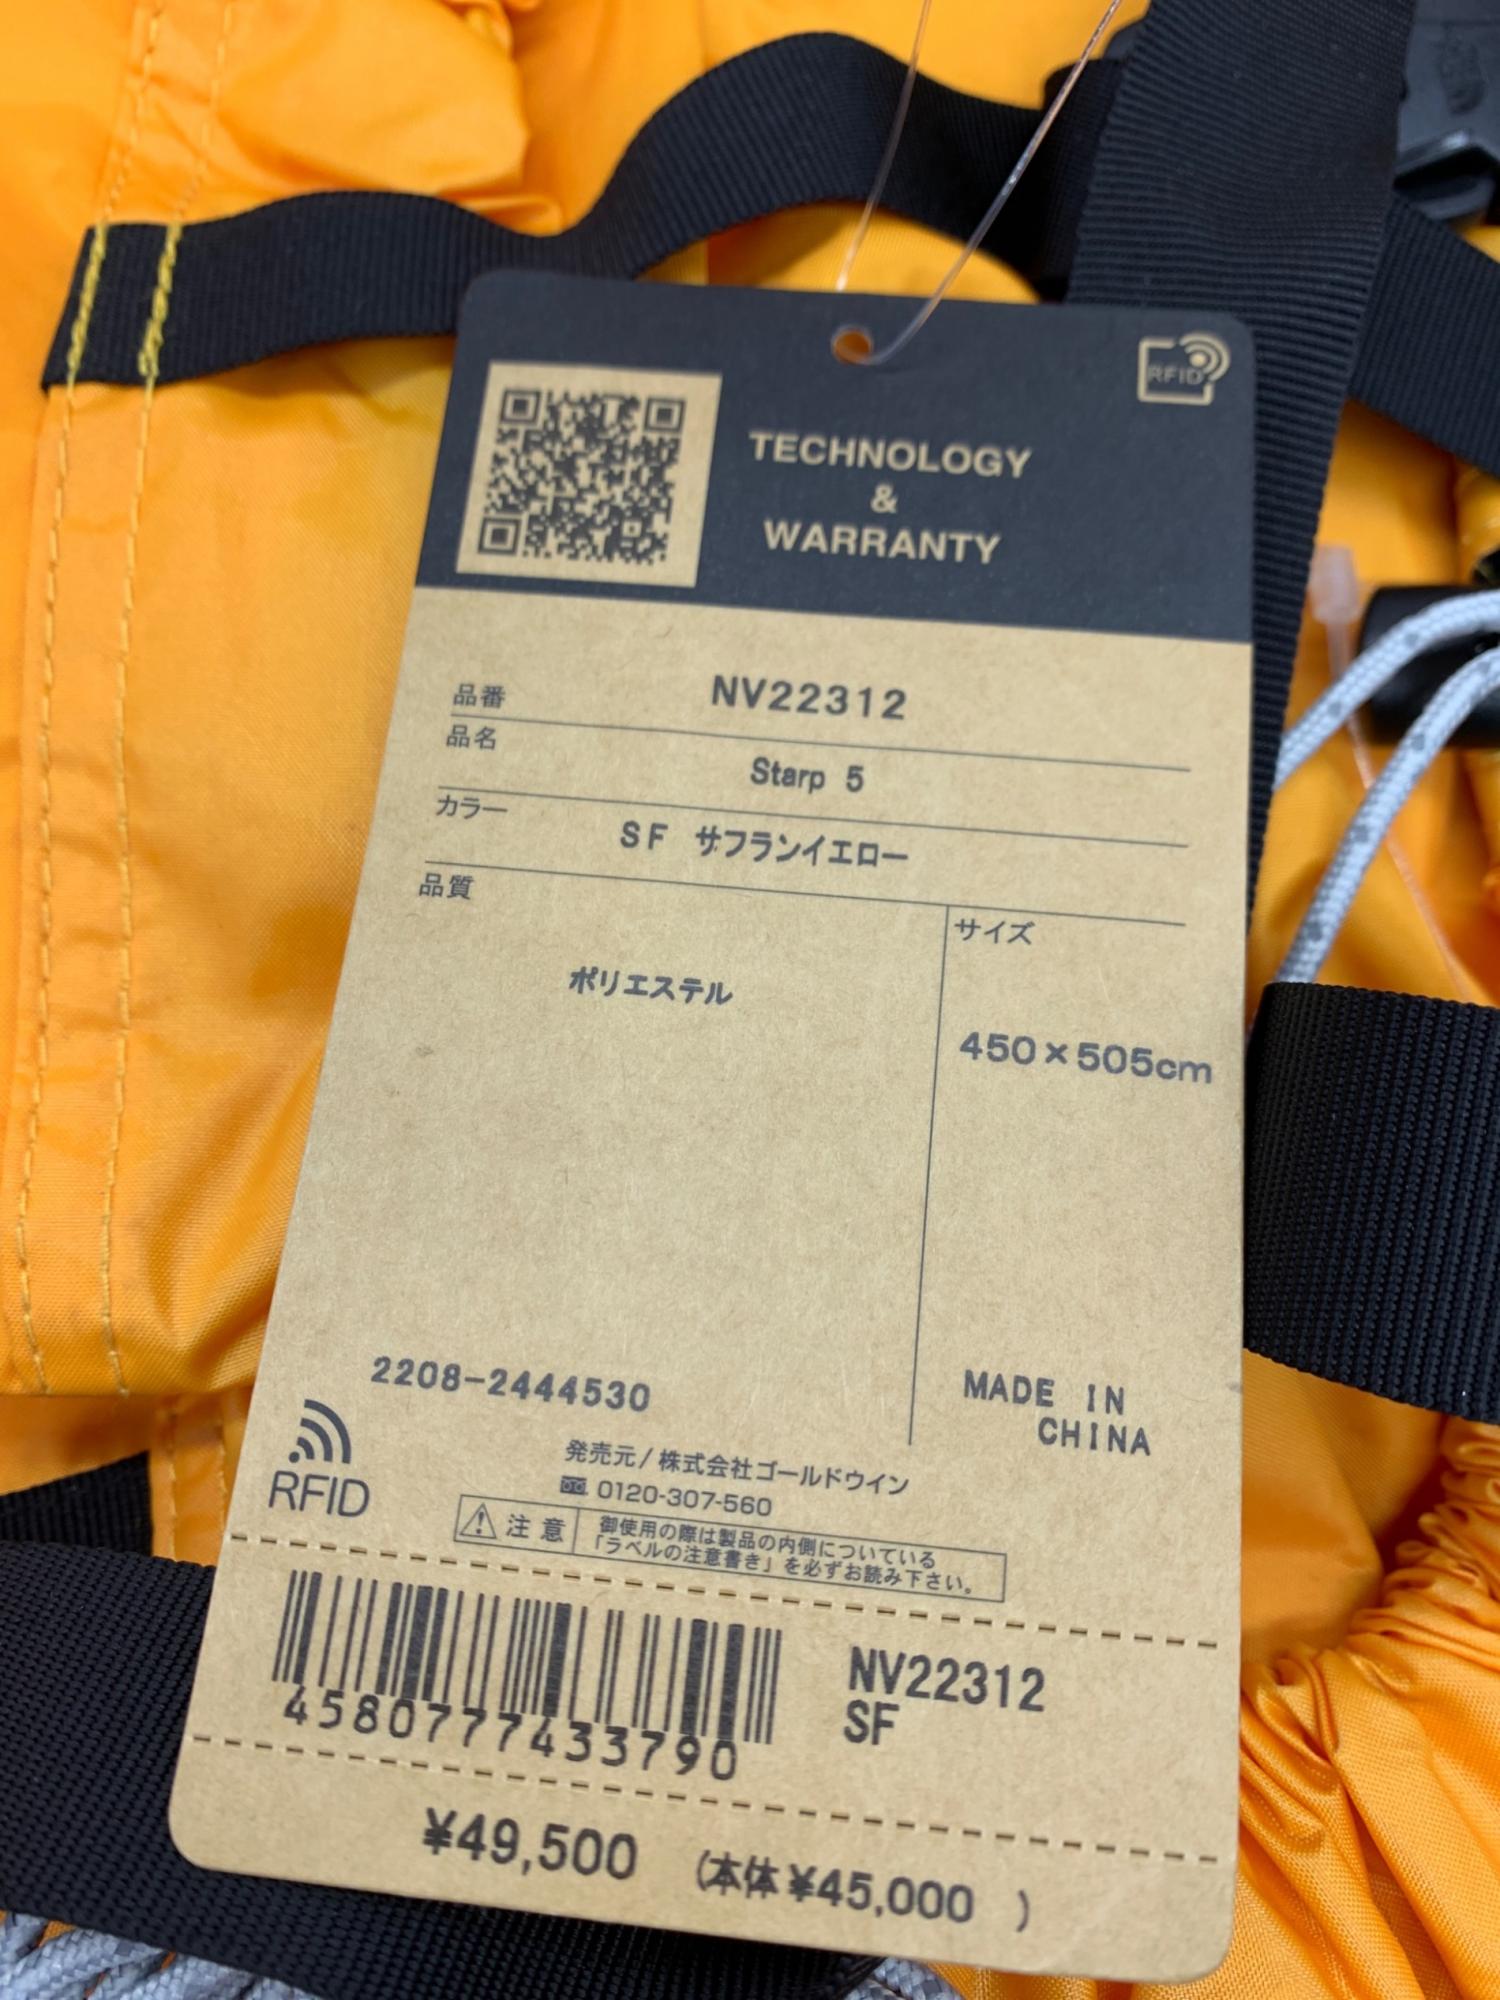 RFID
TECHNOLOGY
&
WARRANTY
品番 NV22312
品名 Starp 5
カラー SF サフランイエロー
品質
ポリエステル
サイズ
450×505cm
2208-2444530
MADE IN
CHINA
RFID
発売元/株式会社ゴールドウイン
0120-307-560
注意
御使用の際は製品の内側についている
「ラベルの注意書き」を必ずお読み下さい。
4580777433790
NV22312
SF
¥49,500 (本体¥45,000 )